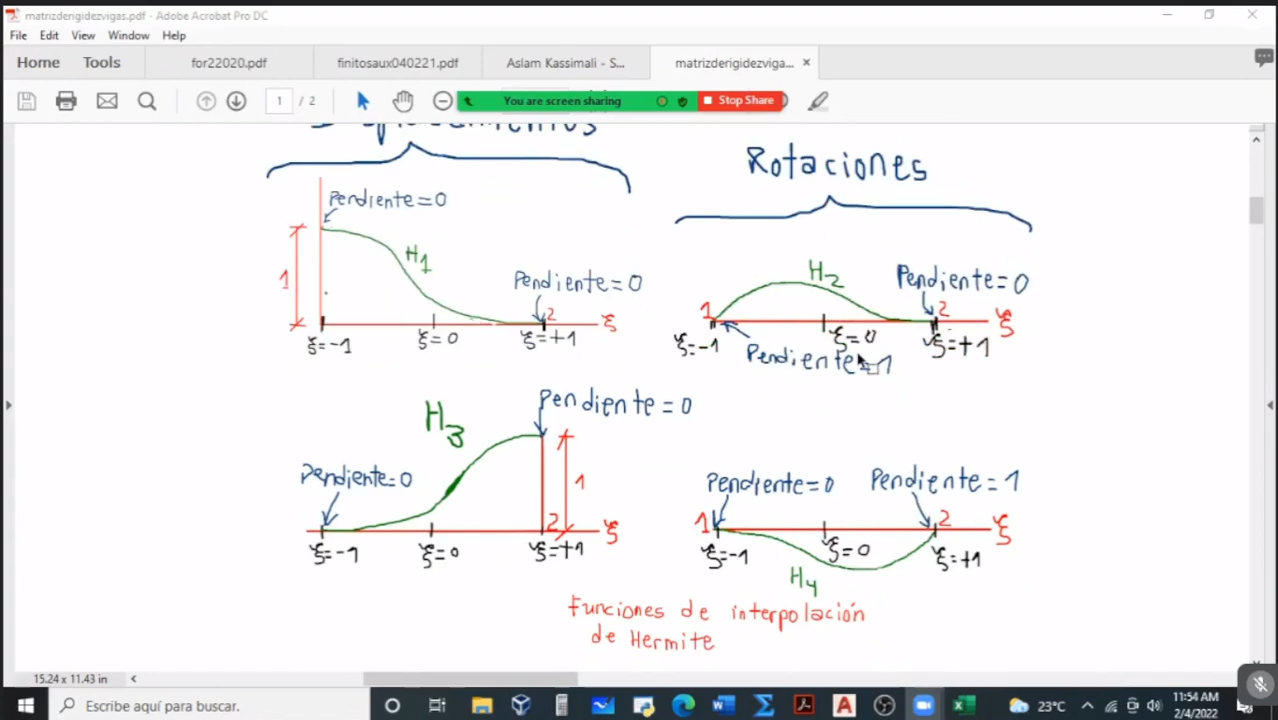 matrizderigidezvigas.pdf - Adobe Acrobat Pro DC
File Edit View Window Help
Home Tools for22020.pdf finitosaux040221.pdf Aslam Kassimali - S... matrizderigidezviga... ×
1 / 2 You are screen sharing Stop Share
Rotaciones
Pendiente=0
H1
1
Pendiente=0
2
ξ
ξ=-1 ξ=0 ξ=+1
H2
Pendiente=0
1 2 ξ
ξ=-1 ξ=0 ξ=+1
Pendiente=1
H3
Pendiente=0
Pendiente=0
1
2 ξ
ξ=-1 ξ=0 ξ=+1
Pendiente=0 Pendiente=1
1 2 ξ
ξ=-1 ξ=0 ξ=+1
H4
Funciones de interpolación
de Hermite
15.24 x 11.43 in
Escribe aquí para buscar.
23°C
11:54 AM
2/4/2022